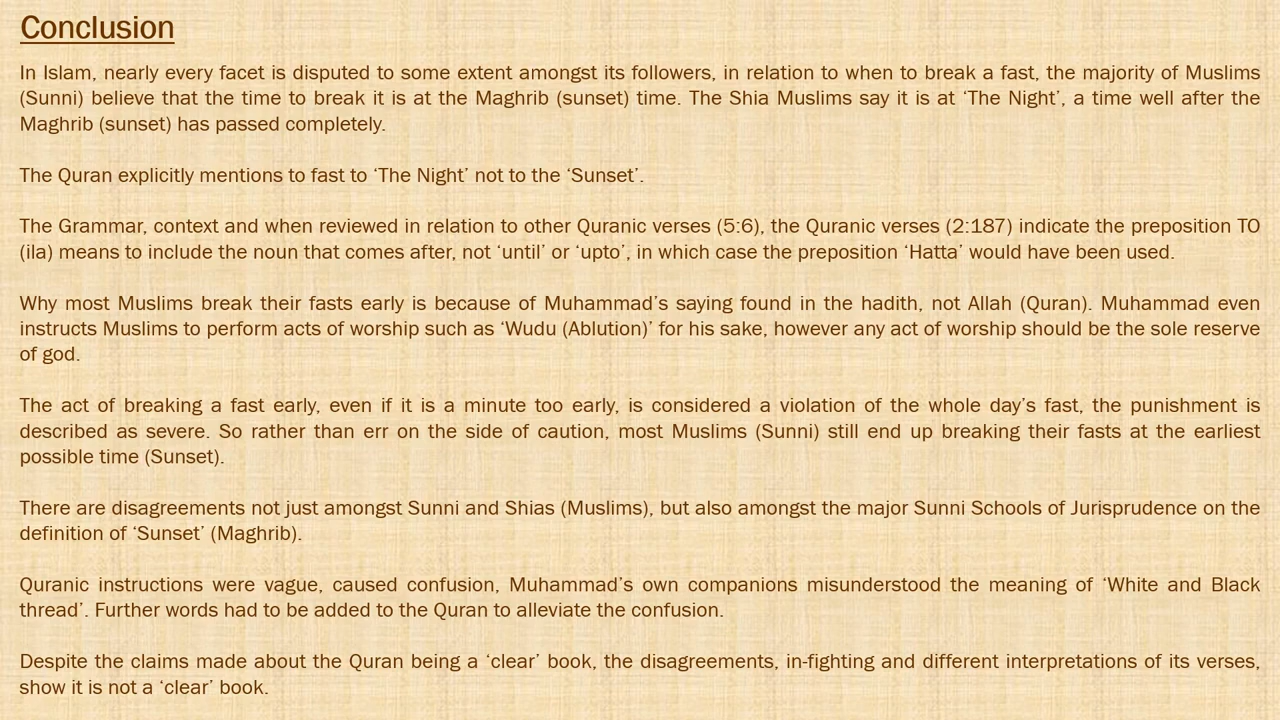 Conclusion
In Islam, nearly every facet is disputed to some extent amongst its followers, in relation to when to break a fast, the majority of Muslims
(Sunni) believe that the time to break it is at the Maghrib (sunset) time. The Shia Muslims say it is at ‘The Night’, a time well after the
Maghrib (sunset) has passed completely.
The Quran explicitly mentions to fast to ‘The Night’ not to the ‘Sunset’.
The Grammar, context and when reviewed in relation to other Quranic verses (5:6), the Quranic verses (2:187) indicate the preposition TO
(ila) means to include the noun that comes after, not ‘until’ or ‘upto’, in which case the preposition ‘Hatta’ would have been used.
Why most Muslims break their fasts early is because of Muhammad’s saying found in the hadith, not Allah (Quran). Muhammad even
instructs Muslims to perform acts of worship such as ‘Wudu (Ablution)’ for his sake, however any act of worship should be the sole reserve
of god.
The act of breaking a fast early, even if it is a minute too early, is considered a violation of the whole day’s fast, the punishment is
described as severe. So rather than err on the side of caution, most Muslims (Sunni) still end up breaking their fasts at the earliest
possible time (Sunset).
There are disagreements not just amongst Sunni and Shias (Muslims), but also amongst the major Sunni Schools of Jurisprudence on the
definition of ‘Sunset’ (Maghrib).
Quranic instructions were vague, caused confusion, Muhammad’s own companions misunderstood the meaning of ‘White and Black
thread’. Further words had to be added to the Quran to alleviate the confusion.
Despite the claims made about the Quran being a ‘clear’ book, the disagreements, in-fighting and different interpretations of its verses,
show it is not a ‘clear’ book.